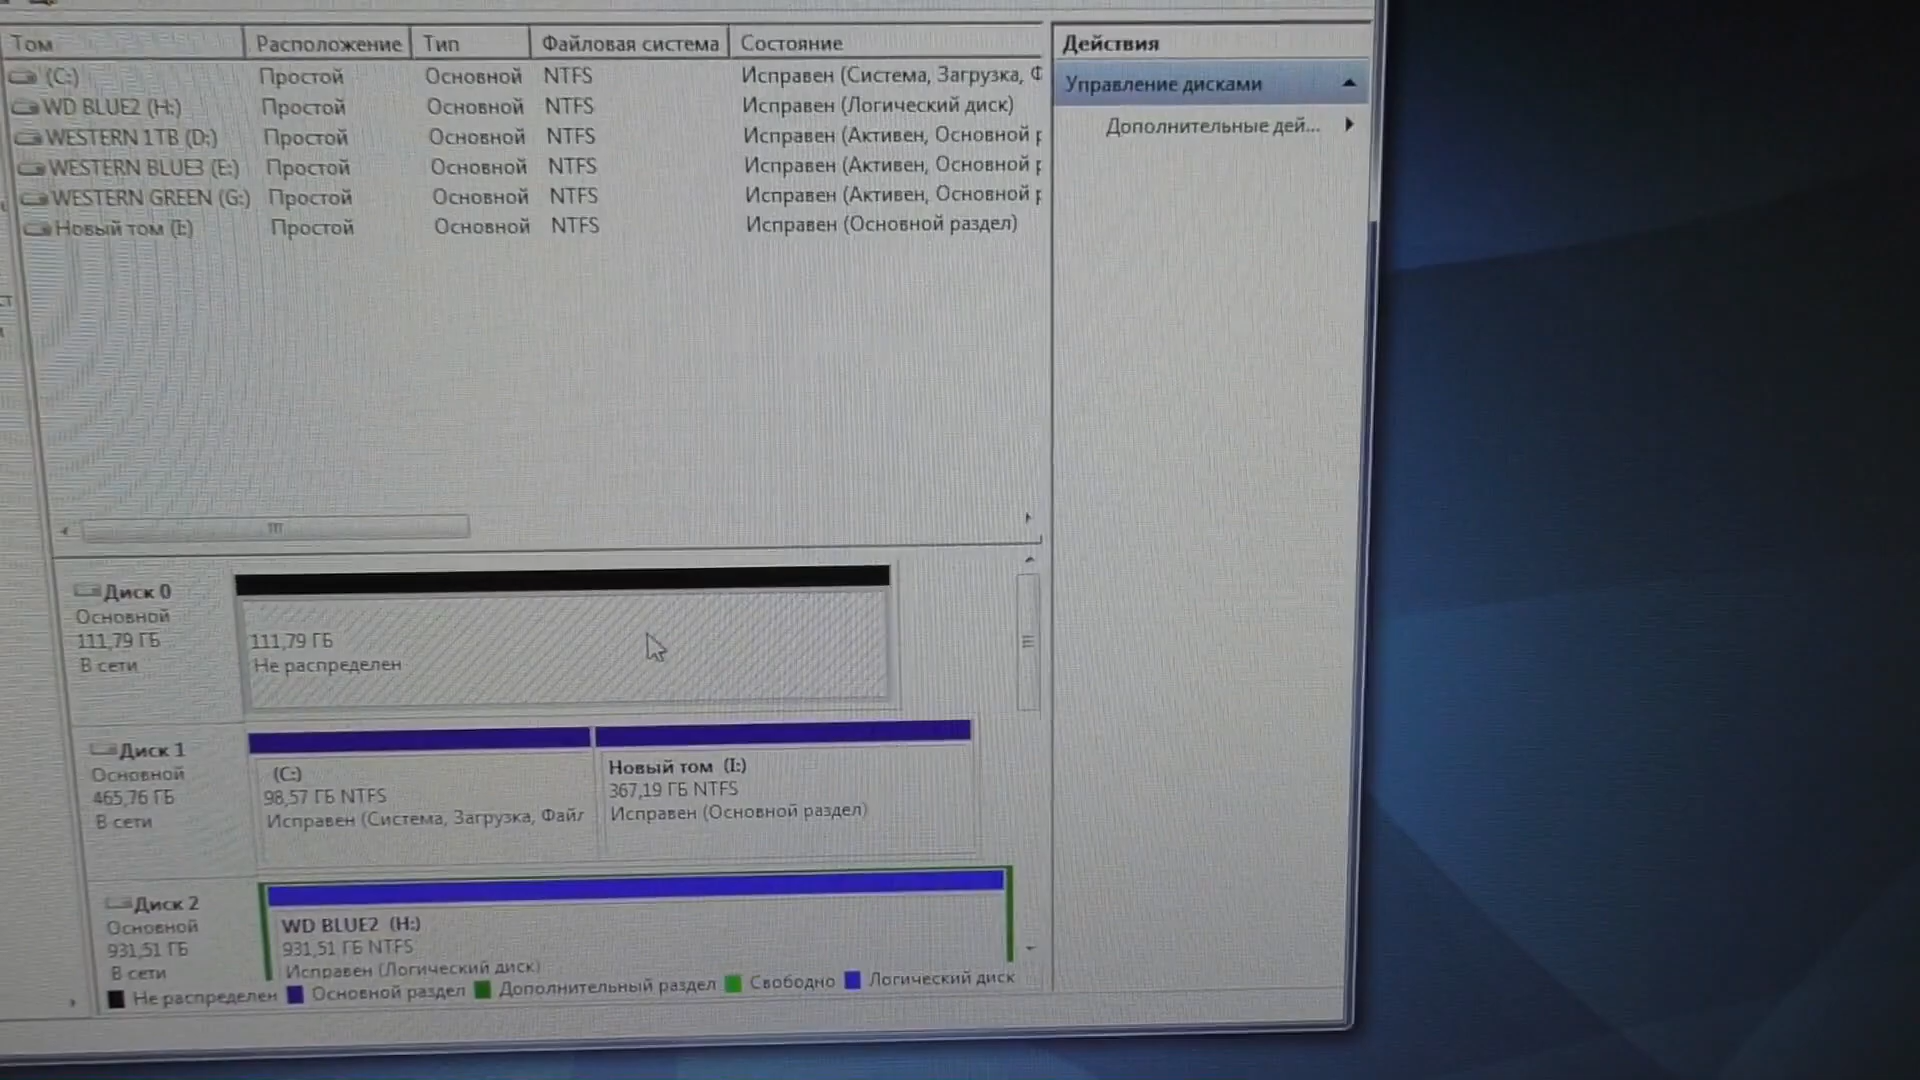 Том Расположение Тип Файловая система Состояние
(C:) Простой Основной NTFS Исправен (Система, Загрузка, Ф
WD BLUE2 (H:) Простой Основной NTFS Исправен (Логический диск)
WESTERN 1TB (D:) Простой Основной NTFS Исправен (Активен, Основной р
WESTERN BLUE3 (E:) Простой Основной NTFS Исправен (Активен, Основной р
WESTERN GREEN (G:) Простой Основной NTFS Исправен (Активен, Основной р
Новый том (I:) Простой Основной NTFS Исправен (Основной раздел)
Действия
Управление дисками
Дополнительные дей...
Диск 0
Основной
111,79 ГБ
В сети
111,79 ГБ
Не распределен
Диск 1
Основной
465,76 ГБ
В сети
(C:)
98,57 ГБ NTFS
Исправен (Система, Загрузка, Файл
Новый том (I:)
367,19 ГБ NTFS
Исправен (Основной раздел)
Диск 2
Основной
931,51 ГБ
В сети
WD BLUE2 (H:)
931,51 ГБ NTFS
Исправен (Логический диск)
Не распределен Основной раздел Дополнительный раздел Свободно Логический диск